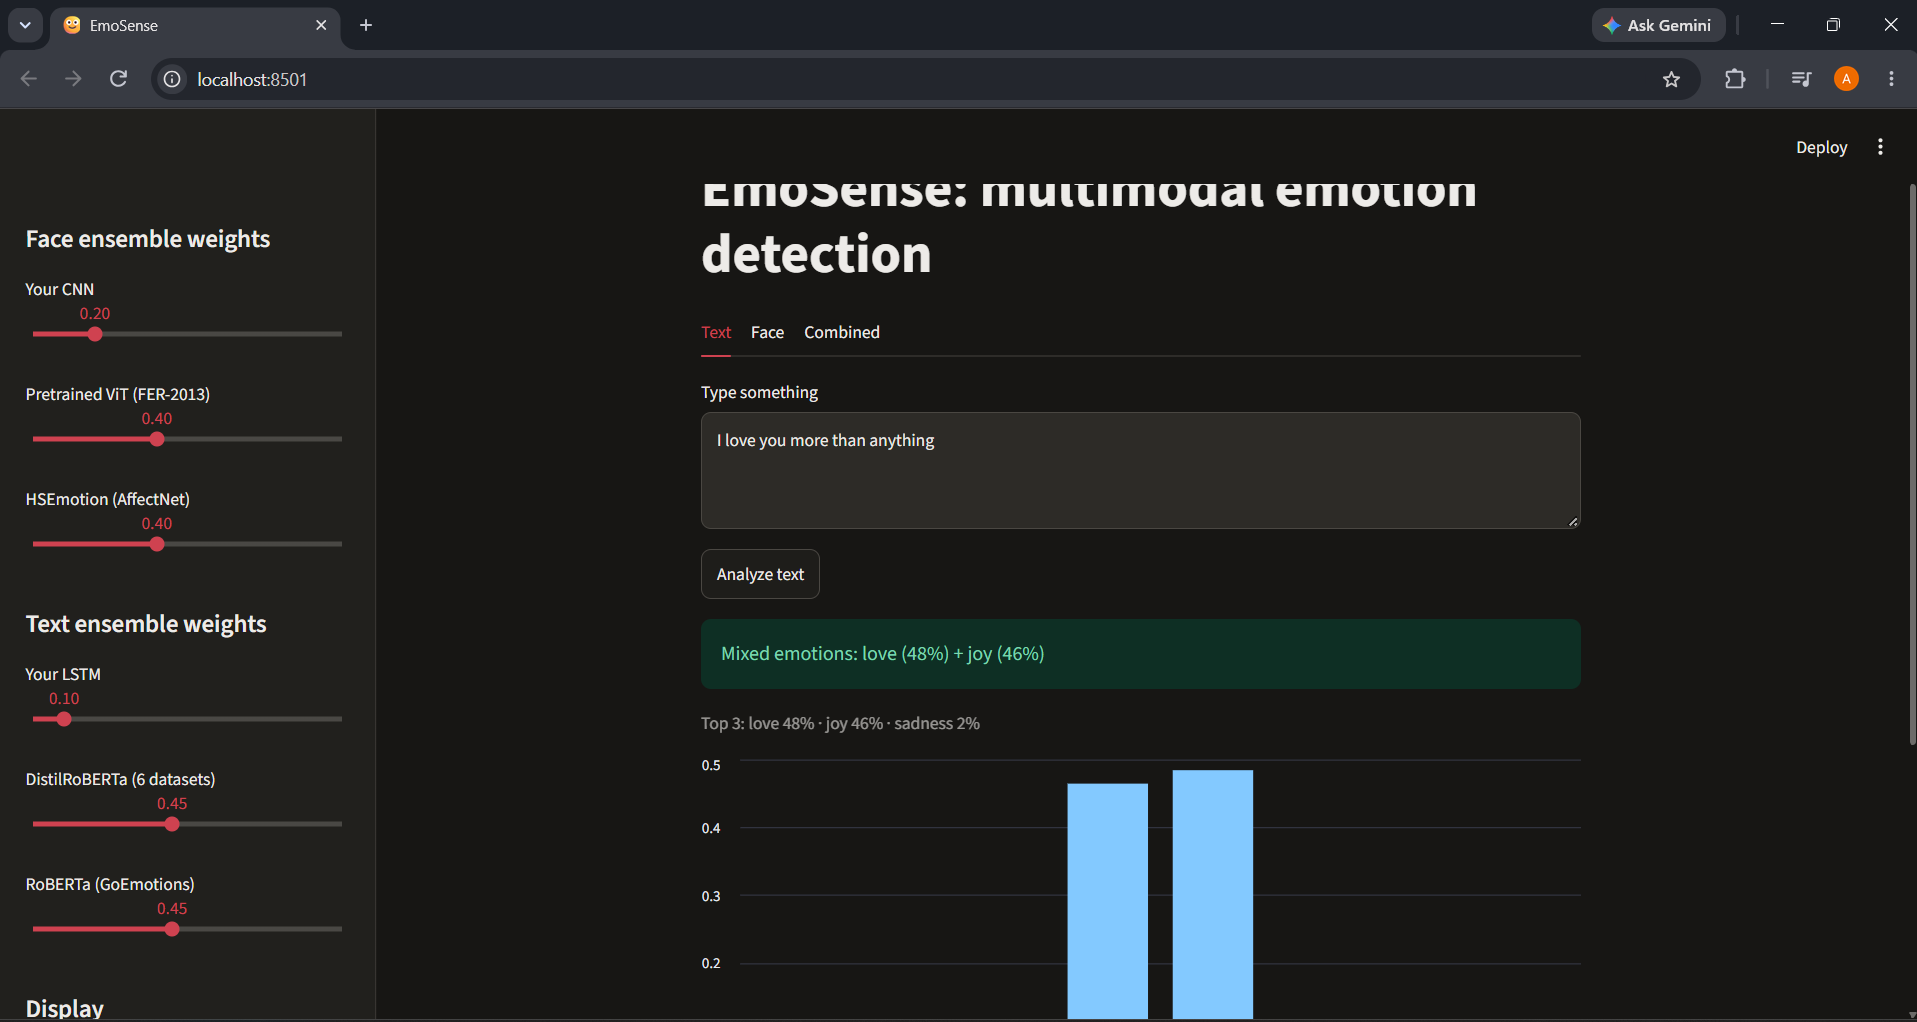 EmoSense
Ask Gemini
localhost:8501
A
Deploy
Face ensemble weights
Your CNN
0.20
Pretrained ViT (FER-2013)
0.40
HSEmotion (AffectNet)
0.40
Text ensemble weights
Your LSTM
0.10
DistilRoBERTa (6 datasets)
0.45
RoBERTa (GoEmotions)
0.45
Display
EmoSense: multimodal emotion
detection
Text Face Combined
Type something
I love you more than anything
Analyze text
Mixed emotions: love (48%) + joy (46%)
Top 3: love 48% · joy 46% · sadness 2%
0.5
0.4
0.3
0.2